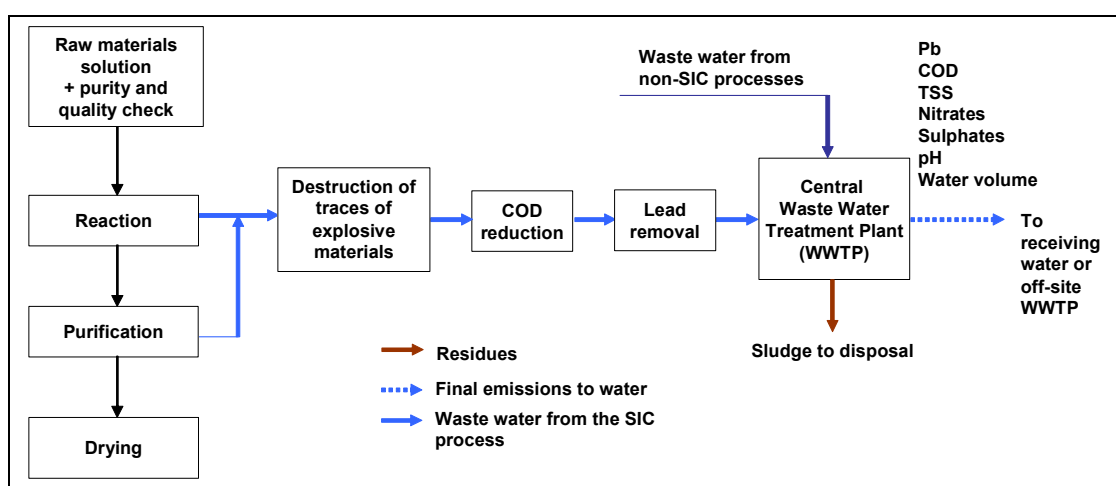 Raw materials
solution
+ purity and
quality check
Reaction
Purification
Drying
Destruction of
traces of
explosive
materials
COD
reduction
Lead
removal
Waste water from
non-SIC processes
Central
Waste Water
Treatment Plant
(WWTP)
Pb
COD
TSS
Nitrates
Sulphates
pH
Water volume
To
receiving
water or
off-site
WWTP
Sludge to disposal
Residues
Final emissions to water
Waste water from the SIC
process